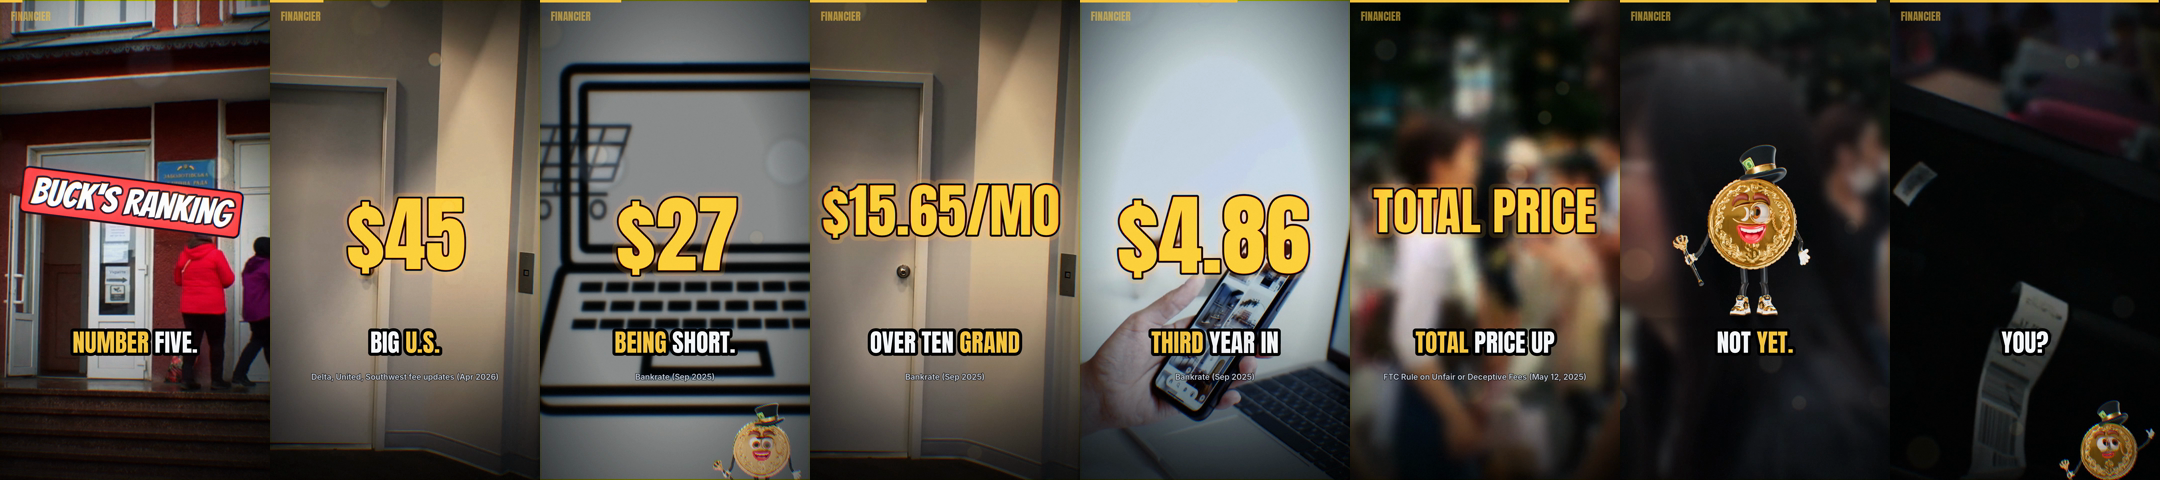 FINANCIER
BUCK'S RANKING
NUMBER FIVE.
FINANCIER
$45
BIG U.S.
Delta, United, Southwest fee updates (Apr 2026)
FINANCIER
$27
BEING SHORT.
Bankrate (Sep 2025)
FINANCIER
$15.65/MO
OVER TEN GRAND
Bankrate (Sep 2025)
FINANCIER
$4.86
THIRD YEAR IN
Bankrate (Sep 2025)
FINANCIER
TOTAL PRICE
TOTAL PRICE UP
FTC Rule on Unfair or Deceptive Fees (May 12, 2025)
FINANCIER
NOT YET.
FINANCIER
YOU?